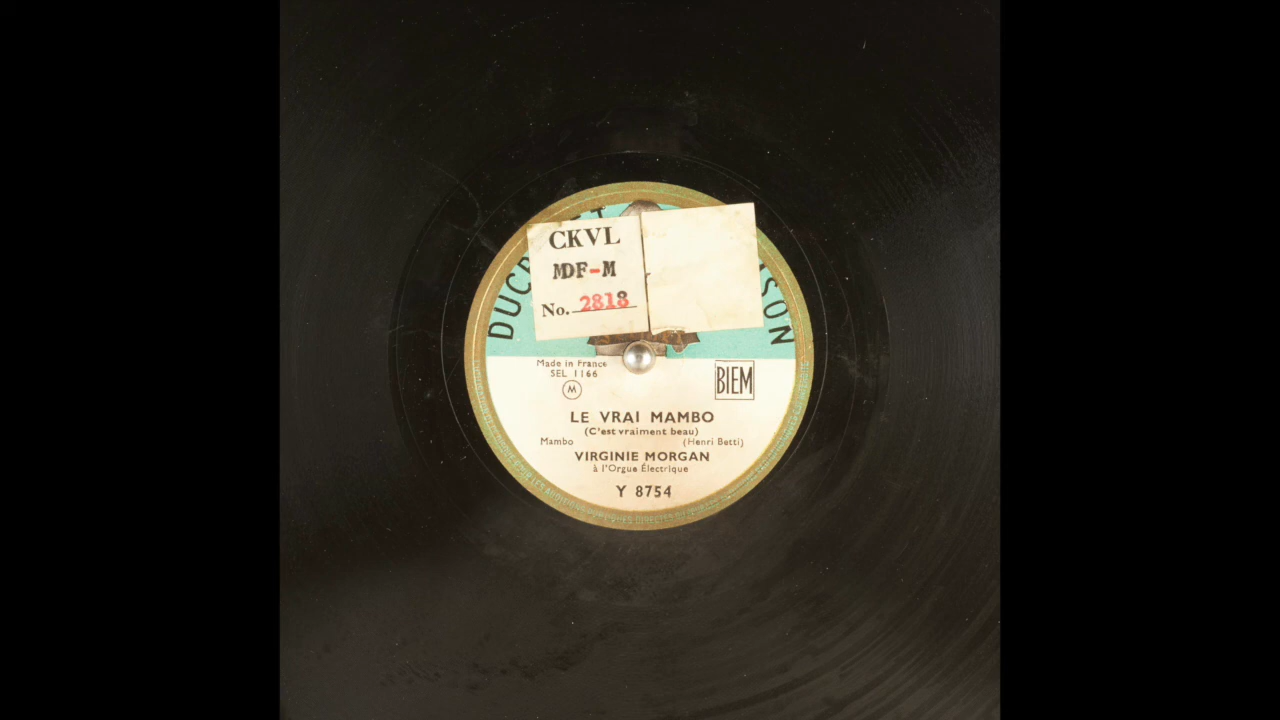 CKVL
MDF-M
No. 2818
Made in France
SEL 1166
M
BIEM
LE VRAI MAMBO
(C'est vraiment beau)
Mambo (Henri Betti)
VIRGINIE MORGAN
à l'Orgue Électrique
Y 8754